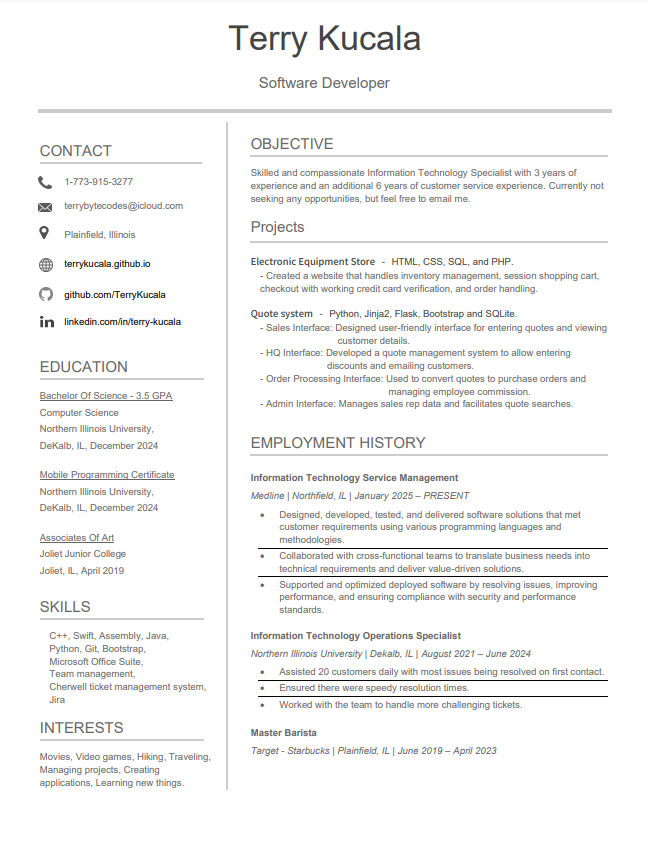 Terry Kucala
Software Developer
CONTACT
1-773-915-3277
terrybytecodes@icloud.com
Plainfield, Illinois
terrykucala.github.io
github.com/TerryKucala
linkedin.com/in/terry-kucala
EDUCATION
Bachelor Of Science - 3.5 GPA
Computer Science
Northern Illinois University,
DeKalb, IL, December 2024
Mobile Programming Certificate
Northern Illinois University,
DeKalb, IL, December 2024
Associates Of Art
Joliet Junior College
Joliet, IL, April 2019
SKILLS
C++, Swift, Assembly, Java,
Python, Git, Bootstrap,
Microsoft Office Suite,
Team management,
Cherwell ticket management system,
Jira
INTERESTS
Movies, Video games, Hiking, Traveling,
Managing projects, Creating
applications, Learning new things.
OBJECTIVE
Skilled and compassionate Information Technology Specialist with 3 years of
experience and an additional 6 years of customer service experience. Currently not
seeking any opportunities, but feel free to email me.
Projects
Electronic Equipment Store - HTML, CSS, SQL, and PHP.
- Created a website that handles inventory management, session shopping cart,
checkout with working credit card verification, and order handling.
Quote system - Python, Jinja2, Flask, Bootstrap and SQLite.
- Sales Interface: Designed user-friendly interface for entering quotes and viewing
customer details.
- HQ Interface: Developed a quote management system to allow entering
discounts and emailing customers.
- Order Processing Interface: Used to convert quotes to purchase orders and
managing employee commission.
- Admin Interface: Manages sales rep data and facilitates quote searches.
EMPLOYMENT HISTORY
Information Technology Service Management
Medline | Northfield, IL | January 2025 – PRESENT
• Designed, developed, tested, and delivered software solutions that met
customer requirements using various programming languages and
methodologies.
• Collaborated with cross-functional teams to translate business needs into
technical requirements and deliver value-driven solutions.
• Supported and optimized deployed software by resolving issues, improving
performance, and ensuring compliance with security and performance
standards.
Information Technology Operations Specialist
Northern Illinois University | Dekalb, IL | August 2021 – June 2024
• Assisted 20 customers daily with most issues being resolved on first contact.
• Ensured there were speedy resolution times.
• Worked with the team to handle more challenging tickets.
Master Barista
Target - Starbucks | Plainfield, IL | June 2019 – April 2023